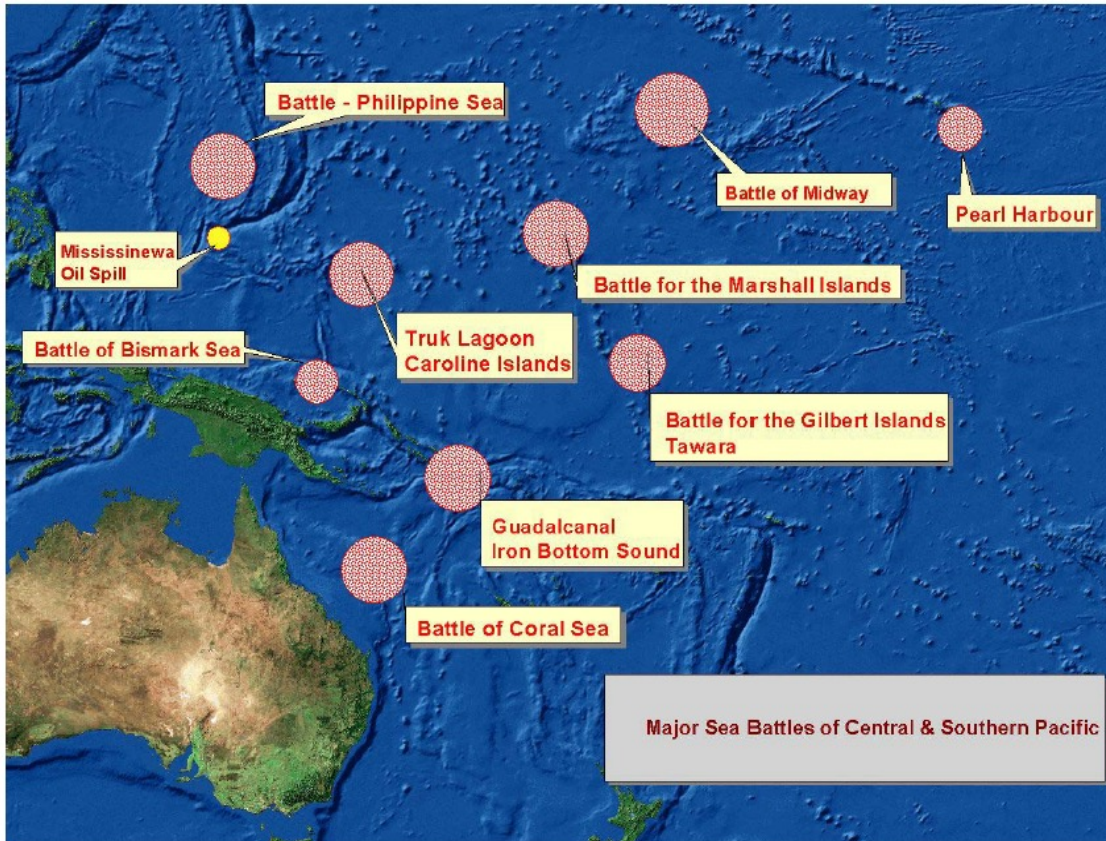 Battle - Philippine Sea
Battle of Midway
Pearl Harbour
Mississinewa
Oil Spill
Battle for the Marshall Islands
Truk Lagoon
Caroline Islands
Battle of Bismark Sea
Battle for the Gilbert Islands
Tawara
Guadalcanal
Iron Bottom Sound
Battle of Coral Sea
Major Sea Battles of Central & Southern Pacific